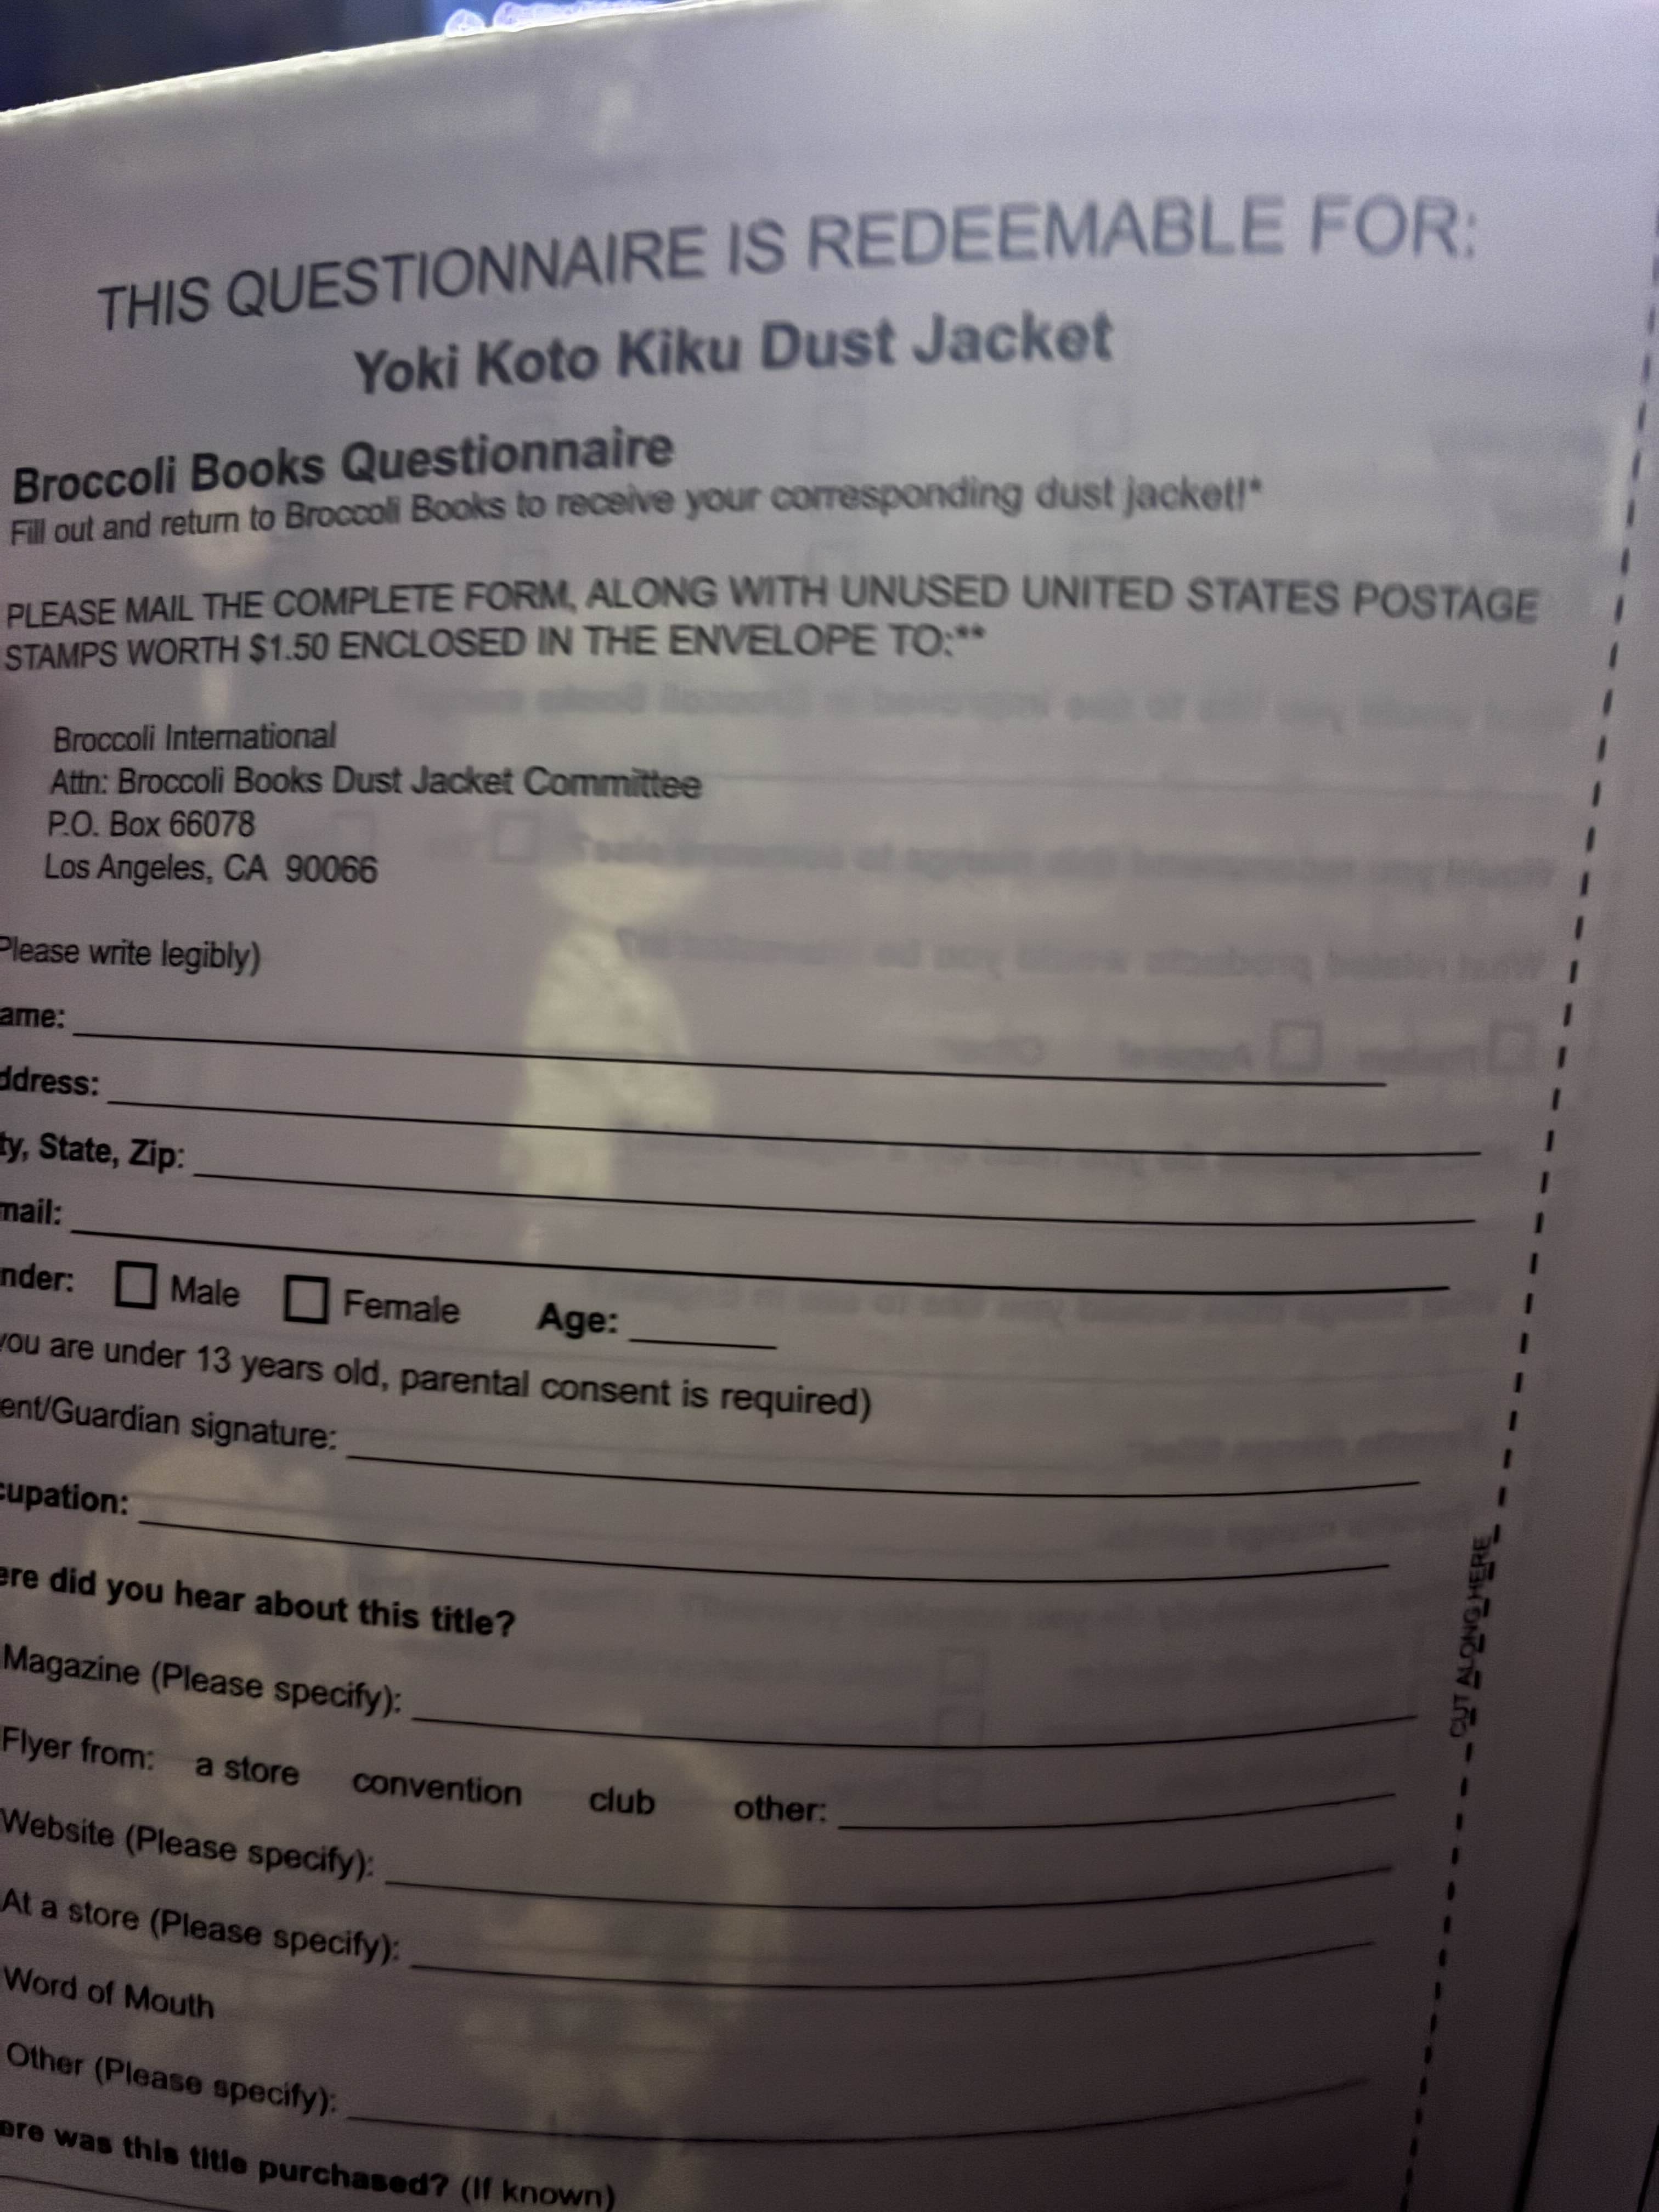 THIS QUESTIONNAIRE IS REDEEMABLE FOR:
Yoki Koto Kiku Dust Jacket
Broccoli Books Questionnaire
Fill out and return to Broccoli Books to receive your corresponding dust jacket!*
PLEASE MAIL THE COMPLETE FORM, ALONG WITH UNUSED UNITED STATES POSTAGE
STAMPS WORTH $1.50 ENCLOSED IN THE ENVELOPE TO:**
Broccoli International
Attn: Broccoli Books Dust Jacket Committee
P.O. Box 66078
Los Angeles, CA 90066
Please write legibly)
ame:
ddress:
ty, State, Zip:
mail:
nder: Male Female Age:
you are under 13 years old, parental consent is required)
ent/Guardian signature:
cupation:
ere did you hear about this title?
Magazine (Please specify):
Flyer from: a store convention club other:
Website (Please specify):
At a store (Please specify):
Word of Mouth
Other (Please specify):
ere was this title purchased? (If known)
CUT ALONG HERE